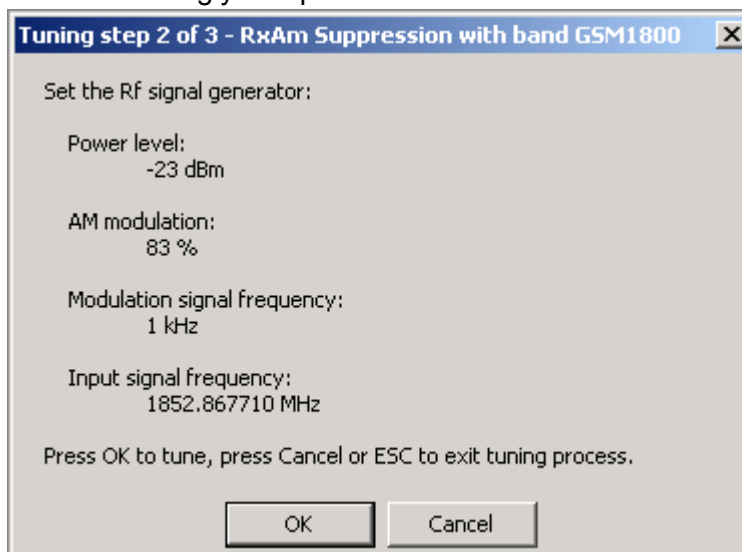 Tuning step 2 of 3 - RxAm Suppression with band GSM1800
Set the Rf signal generator:
Power level:
-23 dBm
AM modulation:
83 %
Modulation signal frequency:
1 kHz
Input signal frequency:
1852.867710 MHz
Press OK to tune, press Cancel or ESC to exit tuning process.
OK Cancel